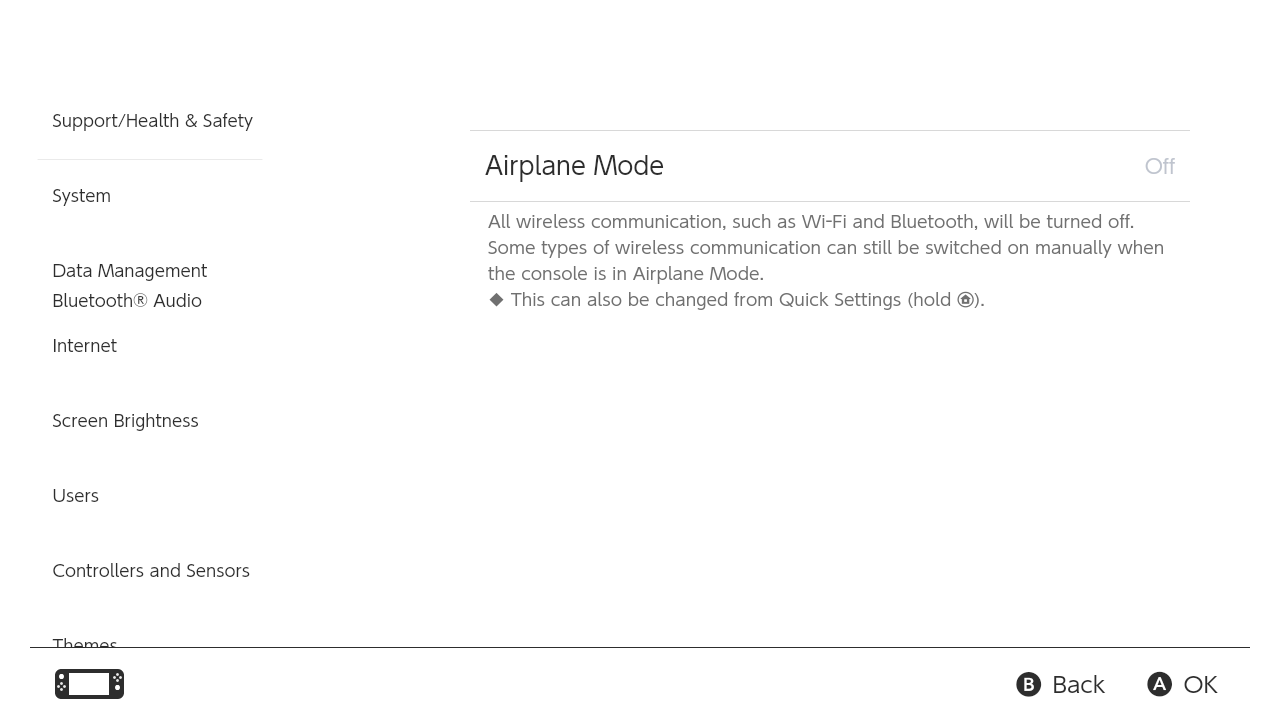 Support/Health & Safety
System
Data Management
Bluetooth® Audio
Internet
Screen Brightness
Users
Controllers and Sensors
Themes
Airplane Mode
Off
All wireless communication, such as Wi-Fi and Bluetooth, will be turned off.
Some types of wireless communication can still be switched on manually when
the console is in Airplane Mode.
◆ This can also be changed from Quick Settings (hold ).
B Back
A OK